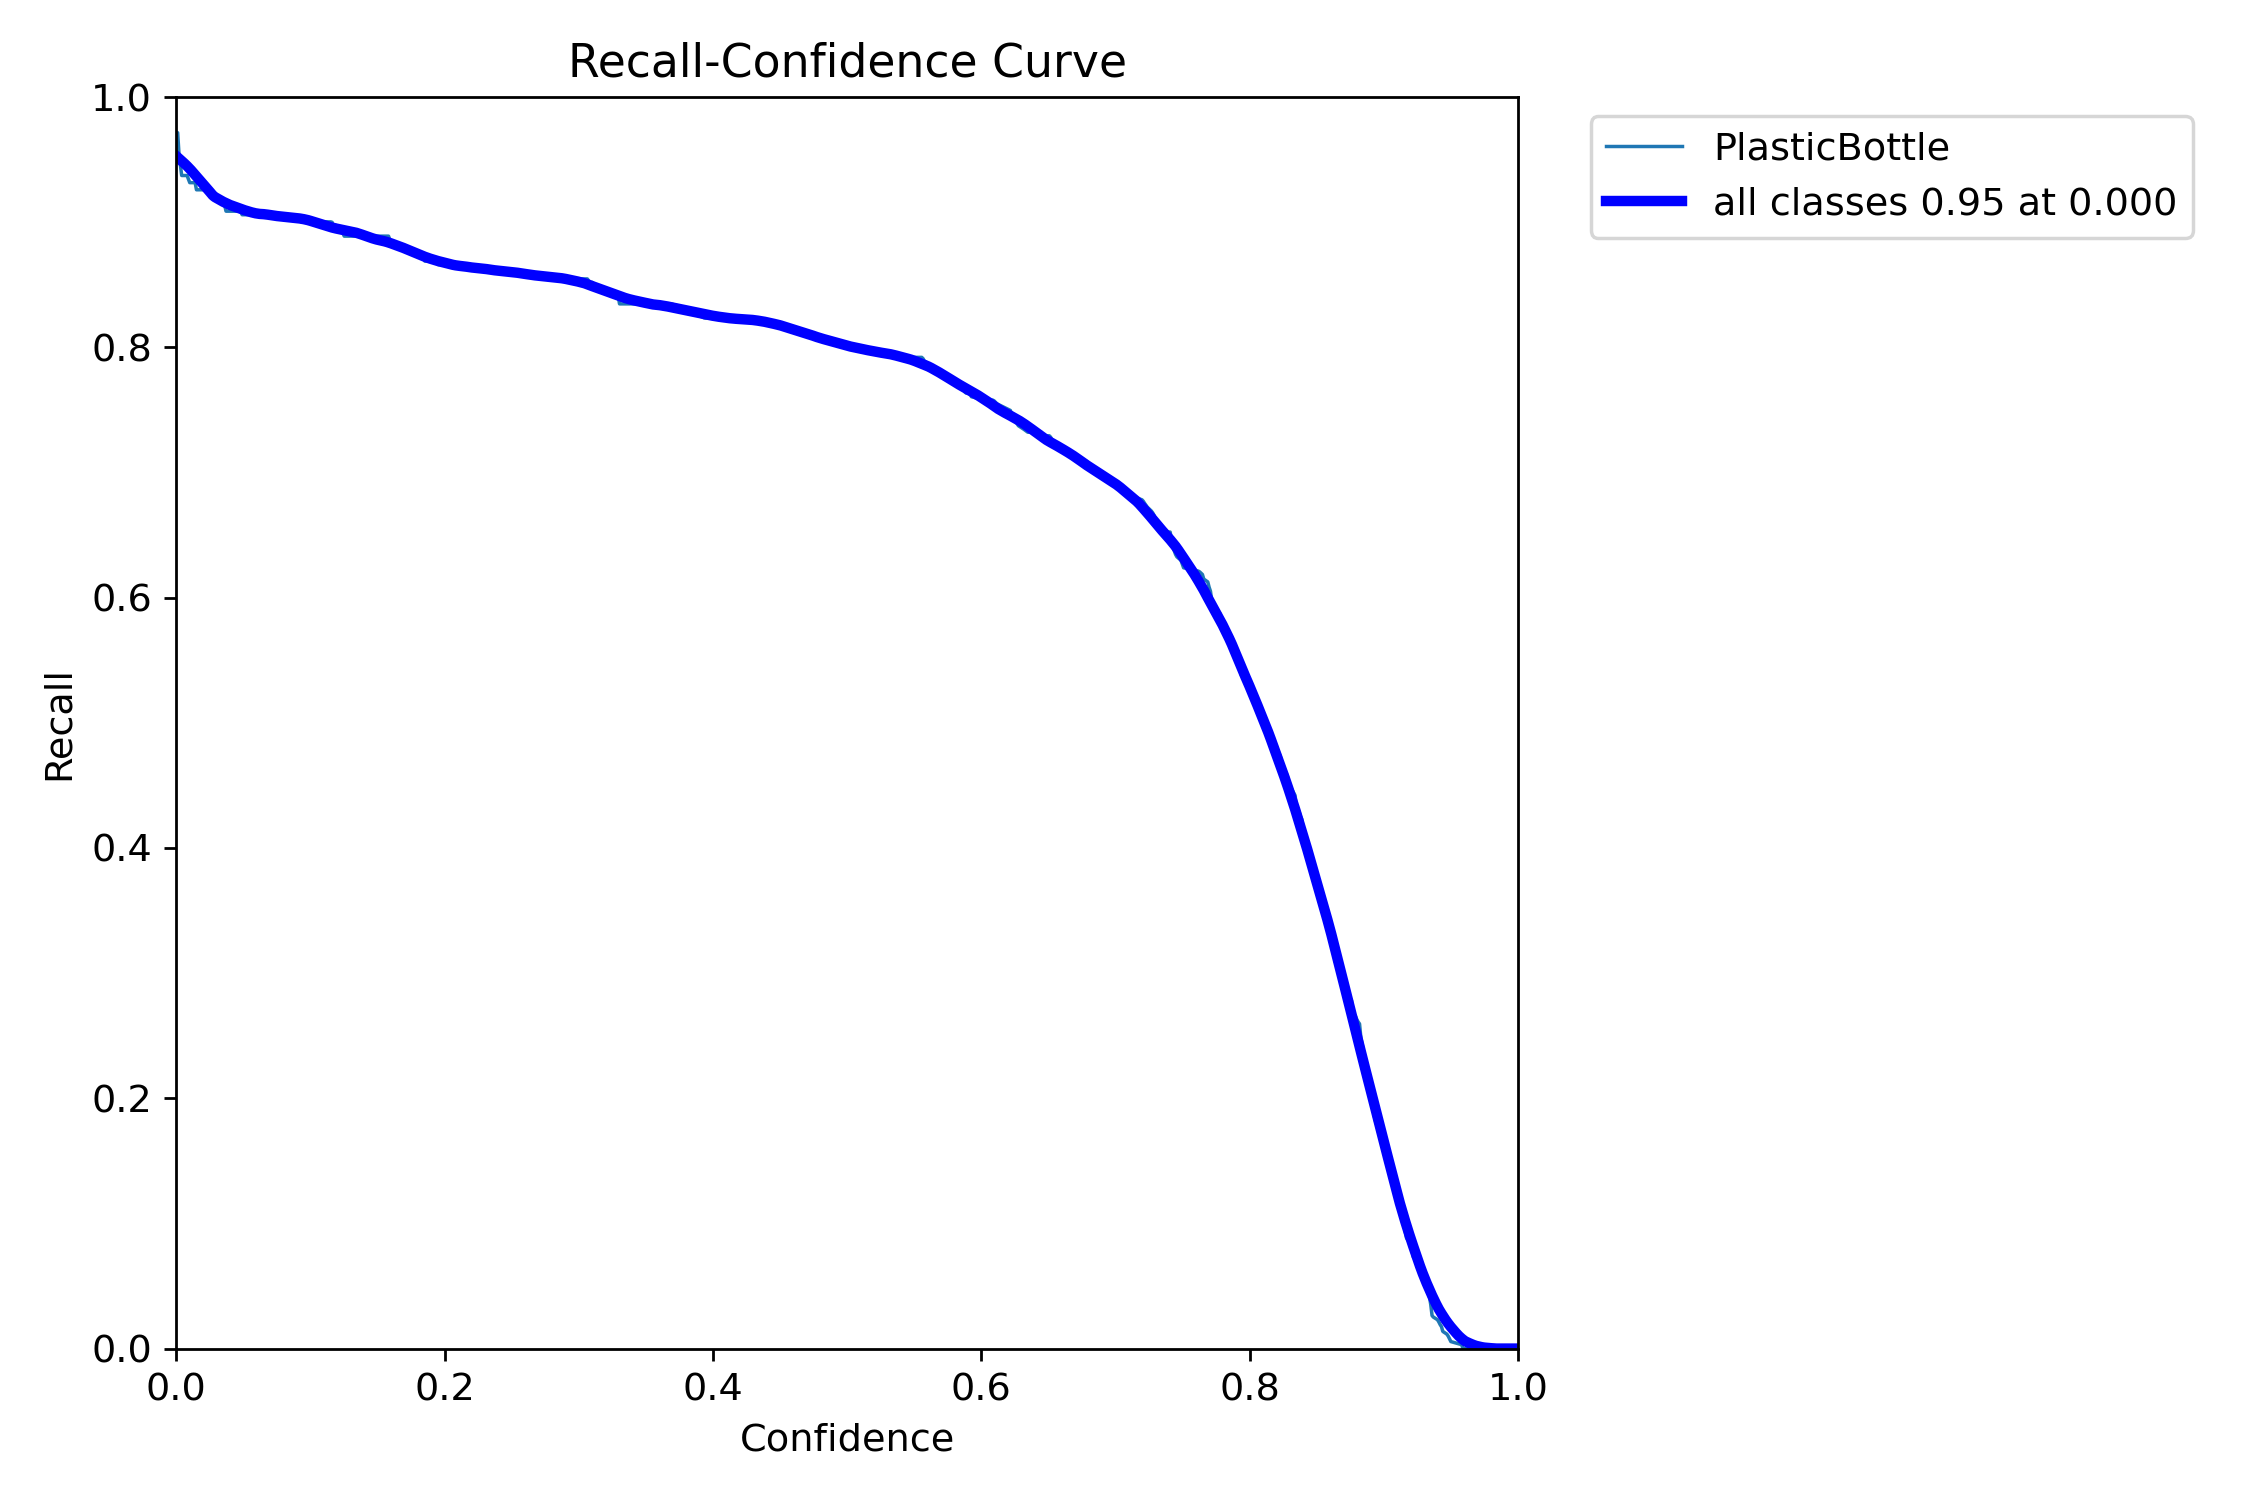 Recall-Confidence Curve
1.0
0.8
0.6
0.4
0.2
0.0
Recall
0.0 0.2 0.4 0.6 0.8 1.0
Confidence
PlasticBottle
all classes 0.95 at 0.000